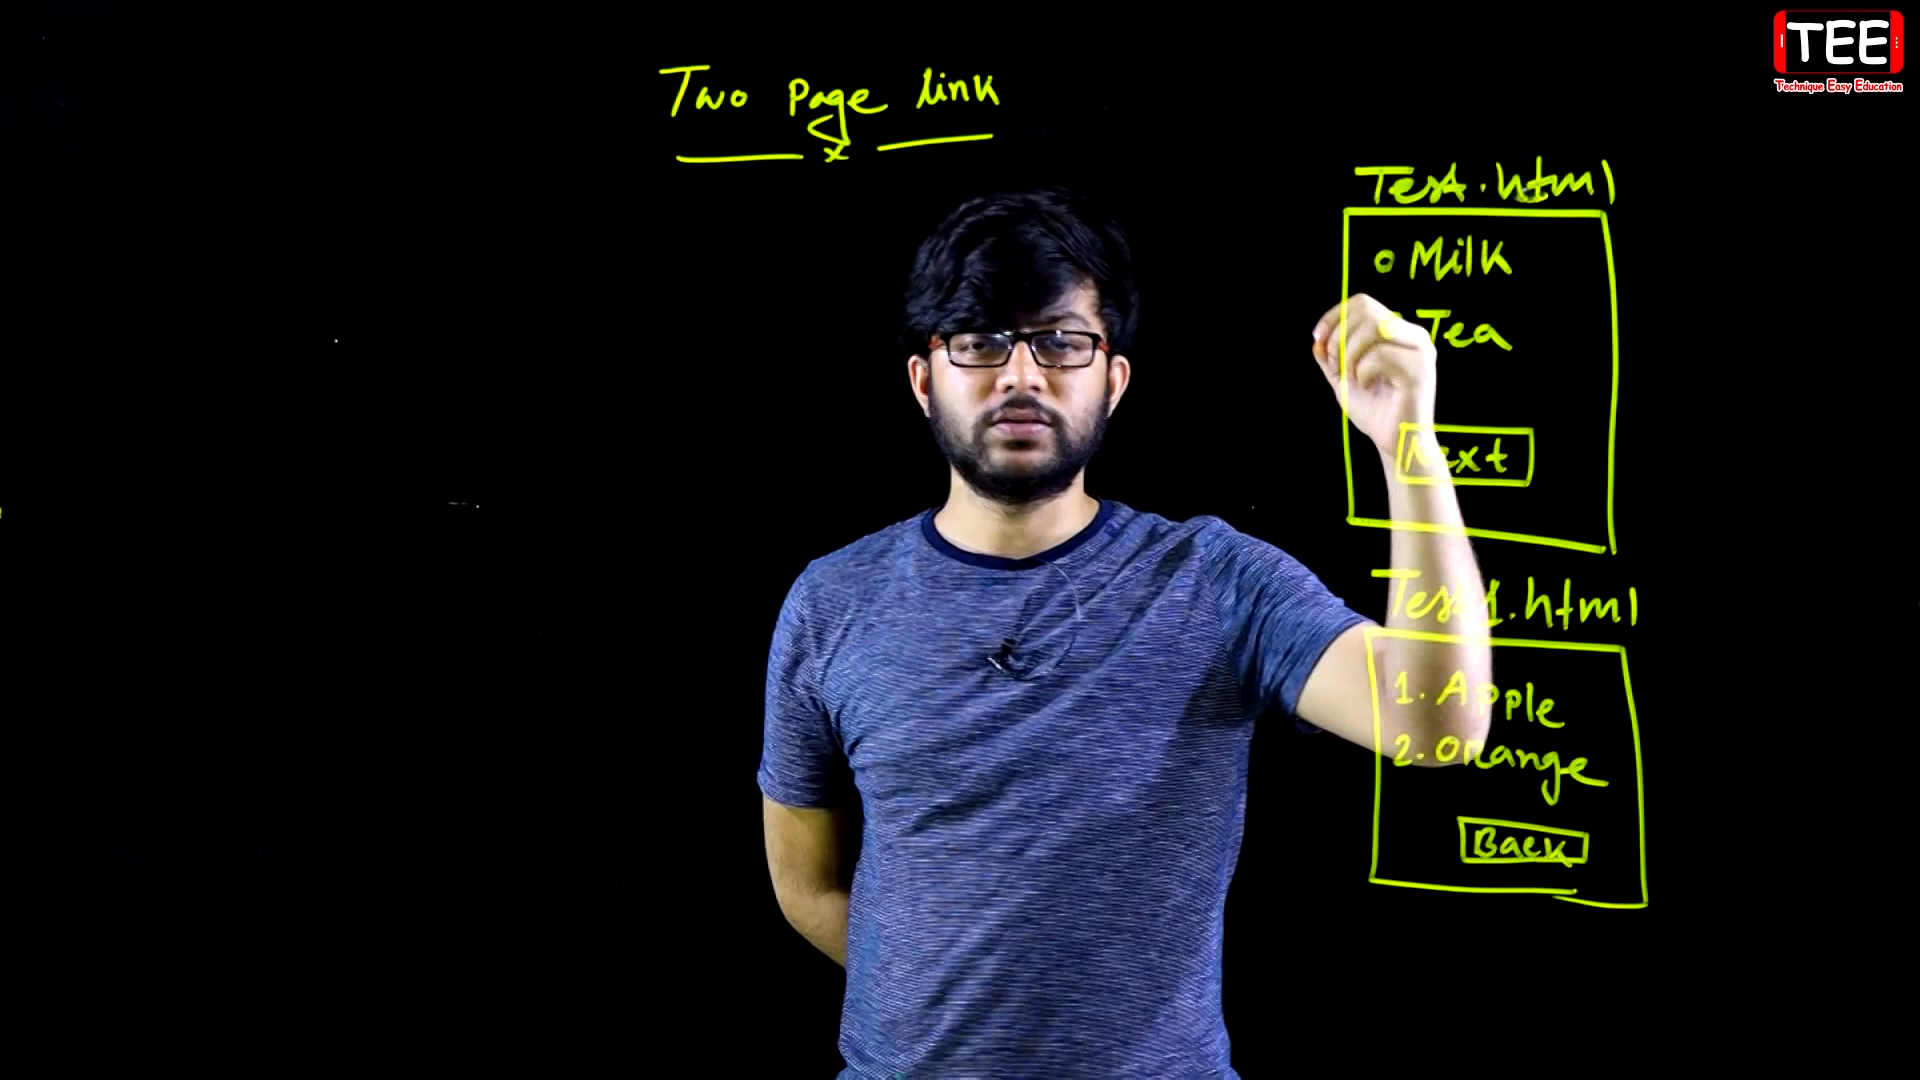 TEE
Technique Easy Education
Two Page link
x
Test.html
Milk
Tea
Next
Test1.html
1. Apple
2. Orange
Back